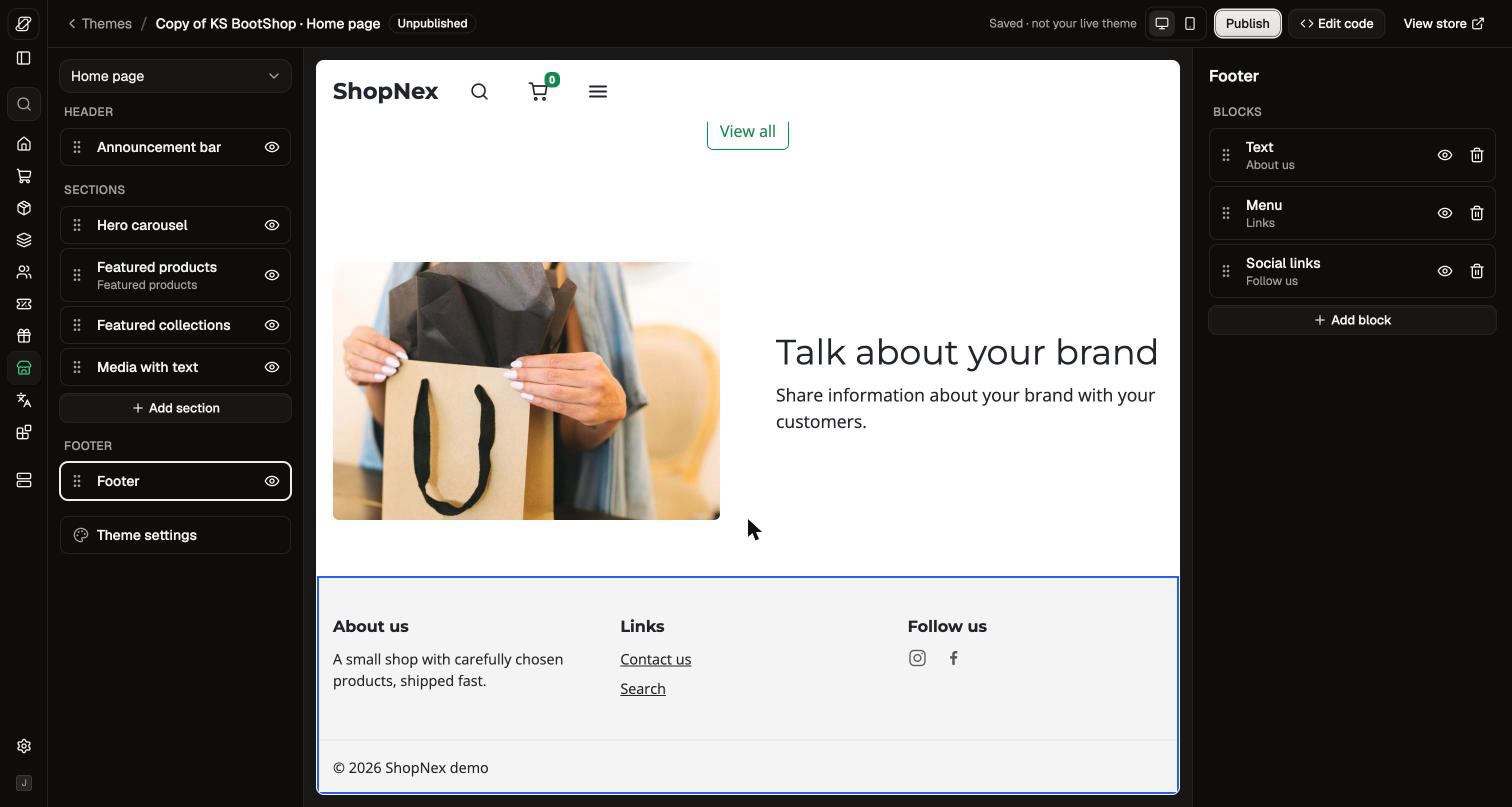 Themes / Copy of KS BootShop · Home page Unpublished
Saved · not your live theme Publish Edit code View store
Home page
HEADER
Announcement bar
SECTIONS
Hero carousel
Featured products
Featured products
Featured collections
Media with text
Add section
FOOTER
Footer
Theme settings
J
ShopNex 0
View all
Talk about your brand
Share information about your brand with your
customers.
About us
A small shop with carefully chosen
products, shipped fast.
Links
Contact us
Search
Follow us
© 2026 ShopNex demo
Footer
BLOCKS
Text
About us
Menu
Links
Social links
Follow us
Add block